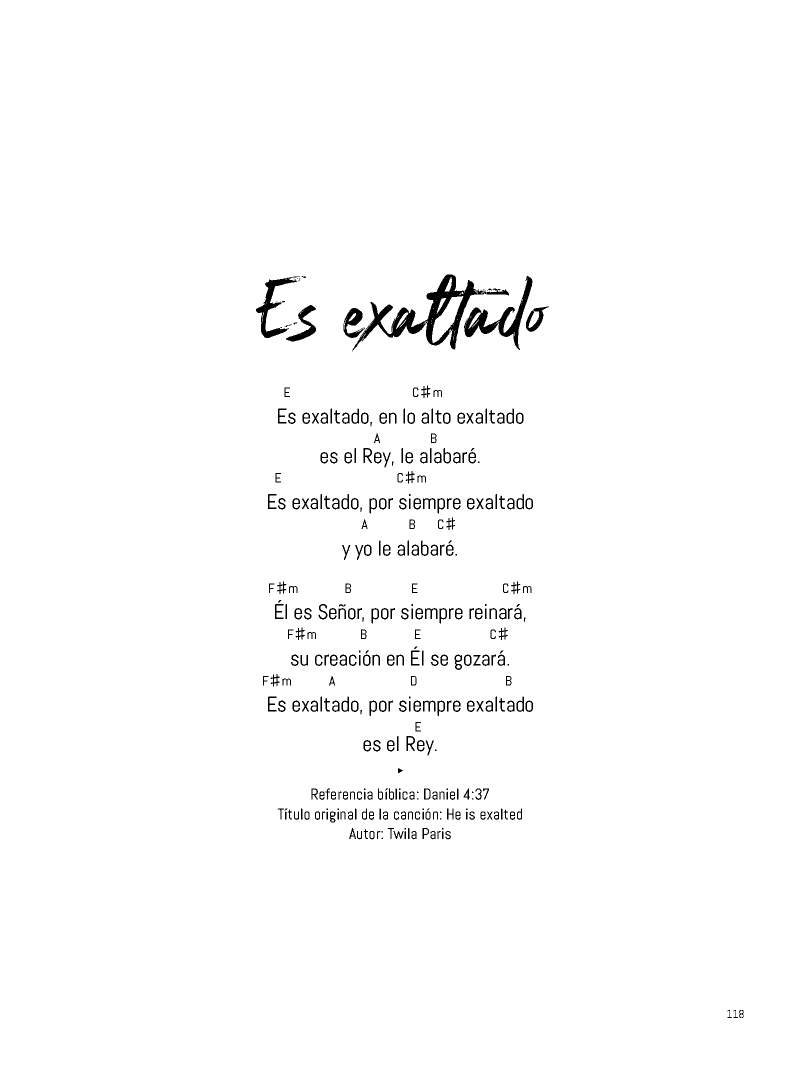 Es exaltado
E C♯m
Es exaltado, en lo alto exaltado
A B
es el Rey, le alabaré.
E C♯m
Es exaltado, por siempre exaltado
A B C♯
y yo le alabaré.
F♯m B E C♯m
Él es Señor, por siempre reinará,
F♯m B E C♯
su creación en Él se gozará.
F♯m A D B
Es exaltado, por siempre exaltado
E
es el Rey.
Referencia bíblica: Daniel 4:37
Título original de la canción: He is exalted
Autor: Twila Paris
118